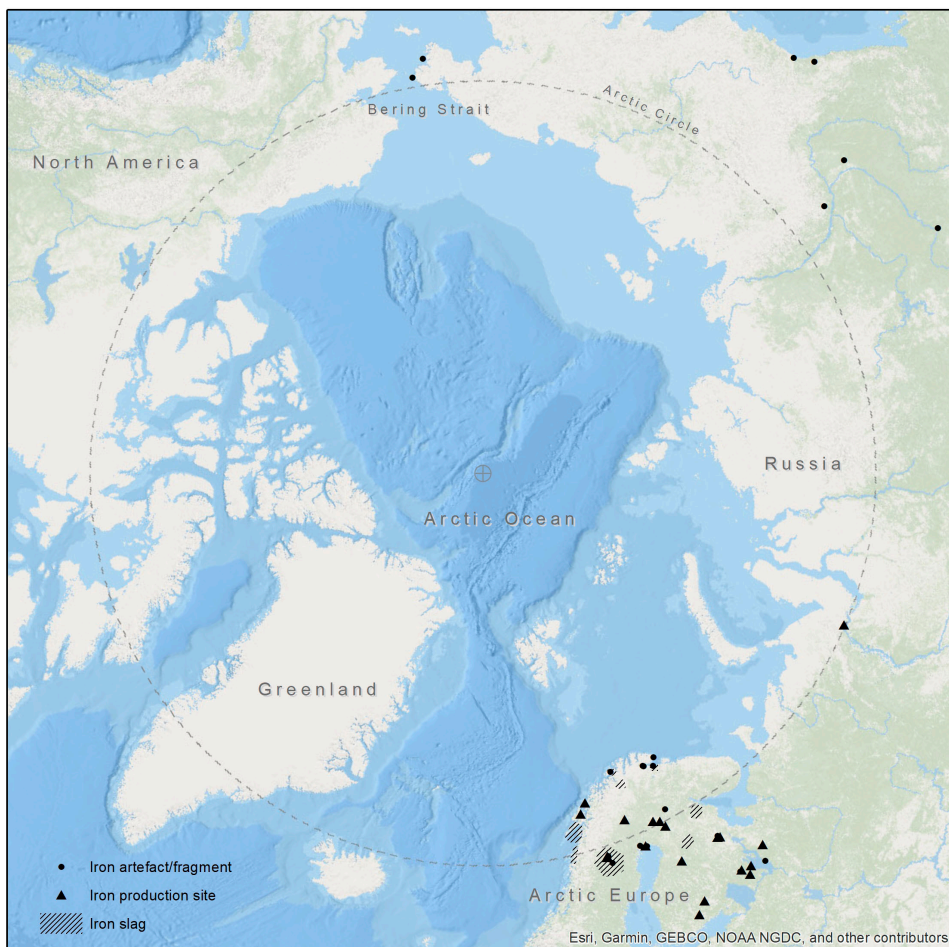 Bering Strait
Arctic Circle
North America
Russia
Arctic Ocean
Greenland
Arctic Europe
Iron artefact/fragment
Iron production site
Iron slag
Esri, Garmin, GEBCO, NOAA NGDC, and other contributors